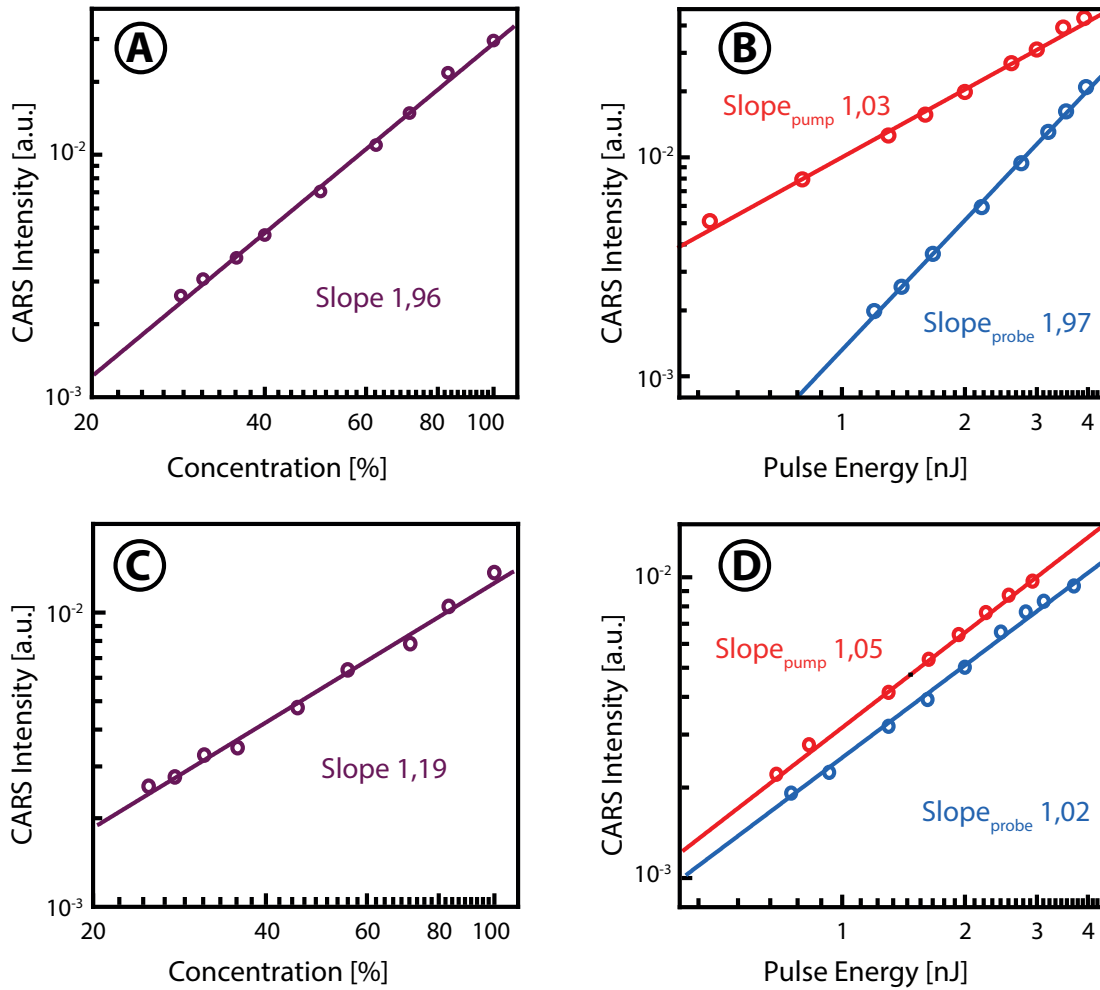 A
CARS Intensity [a.u.]
10-2
10-3
Slope 1,96
20 40 60 80 100
Concentration [%]
B
CARS Intensity [a.u.]
10-2
10-3
Slopepump 1,03
Slopeprobe 1,97
1 2 3 4
Pulse Energy [nJ]
C
CARS Intensity [a.u.]
10-2
10-3
Slope 1,19
20 40 60 80 100
Concentration [%]
D
CARS Intensity [a.u.]
10-2
10-3
Slopepump 1,05
Slopeprobe 1,02
1 2 3 4
Pulse Energy [nJ]